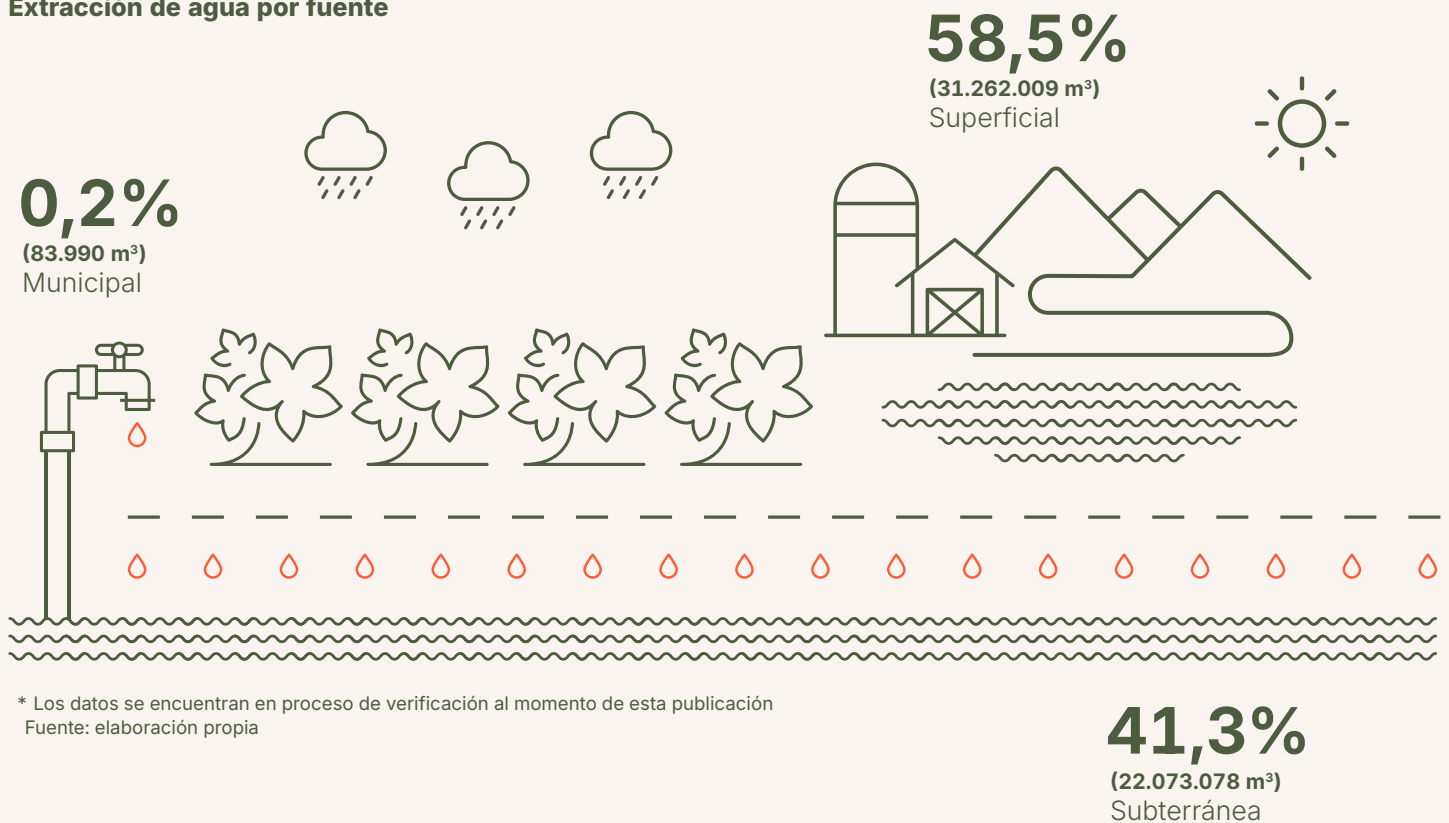 Extracción de agua por fuente
58,5%
(31.262.009 m³)
Superficial
0,2%
(83.990 m³)
Municipal
* Los datos se encuentran en proceso de verificación al momento de esta publicación
Fuente: elaboración propia
41,3%
(22.073.078 m³)
Subterránea